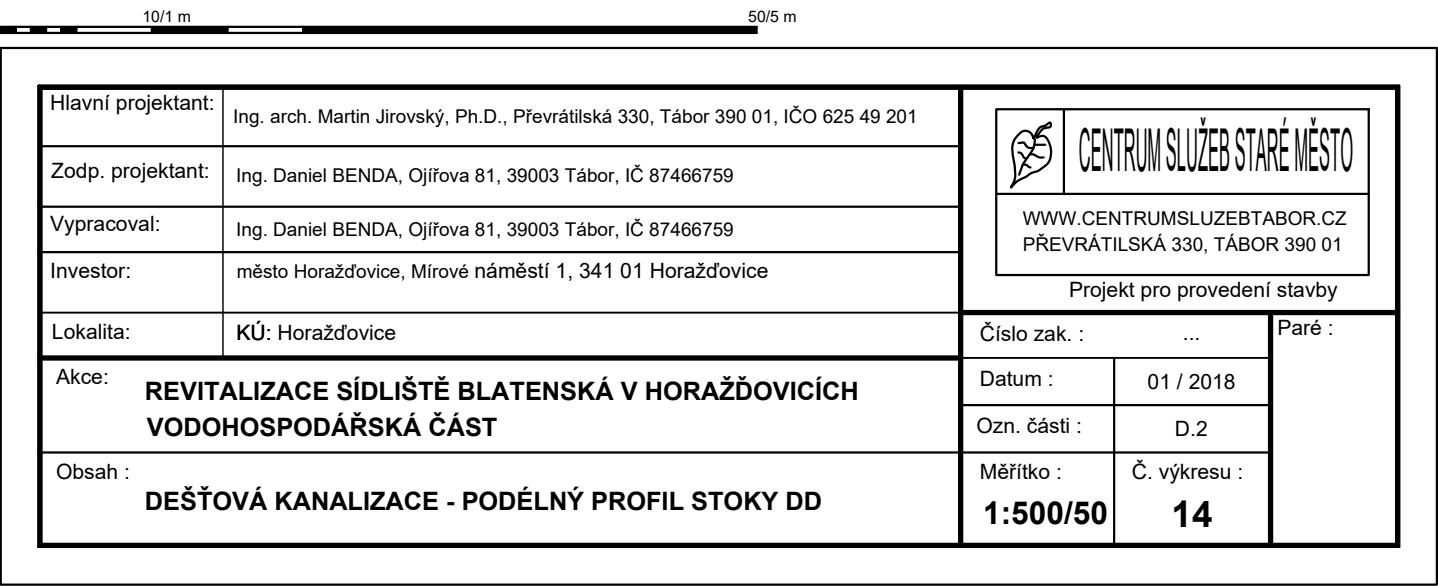 10/1 m 50/5 m
Hlavní projektant: Ing. arch. Martin Jirovský, Ph.D., Převrátilská 330, Tábor 390 01, IČO 625 49 201
Zodp. projektant: Ing. Daniel BENDA, Ojířova 81, 39003 Tábor, IČ 87466759
Vypracoval: Ing. Daniel BENDA, Ojířova 81, 39003 Tábor, IČ 87466759
Investor: město Horažďovice, Mírové náměstí 1, 341 01 Horažďovice
Lokalita: KÚ: Horažďovice
Akce: REVITALIZACE SÍDLIŠTĚ BLATENSKÁ V HORAŽĎOVICÍCH
VODOHOSPODÁŘSKÁ ČÁST
Obsah : DEŠŤOVÁ KANALIZACE - PODÉLNÝ PROFIL STOKY DD
CENTRUM SLUŽEB STARÉ MĚSTO
WWW.CENTRUMSLUZEBTABOR.CZ
PŘEVRÁTILSKÁ 330, TÁBOR 390 01
Projekt pro provedení stavby
Číslo zak. : ... Paré :
Datum : 01 / 2018
Ozn. části : D.2
Měřítko : Č. výkresu :
1:500/50 14